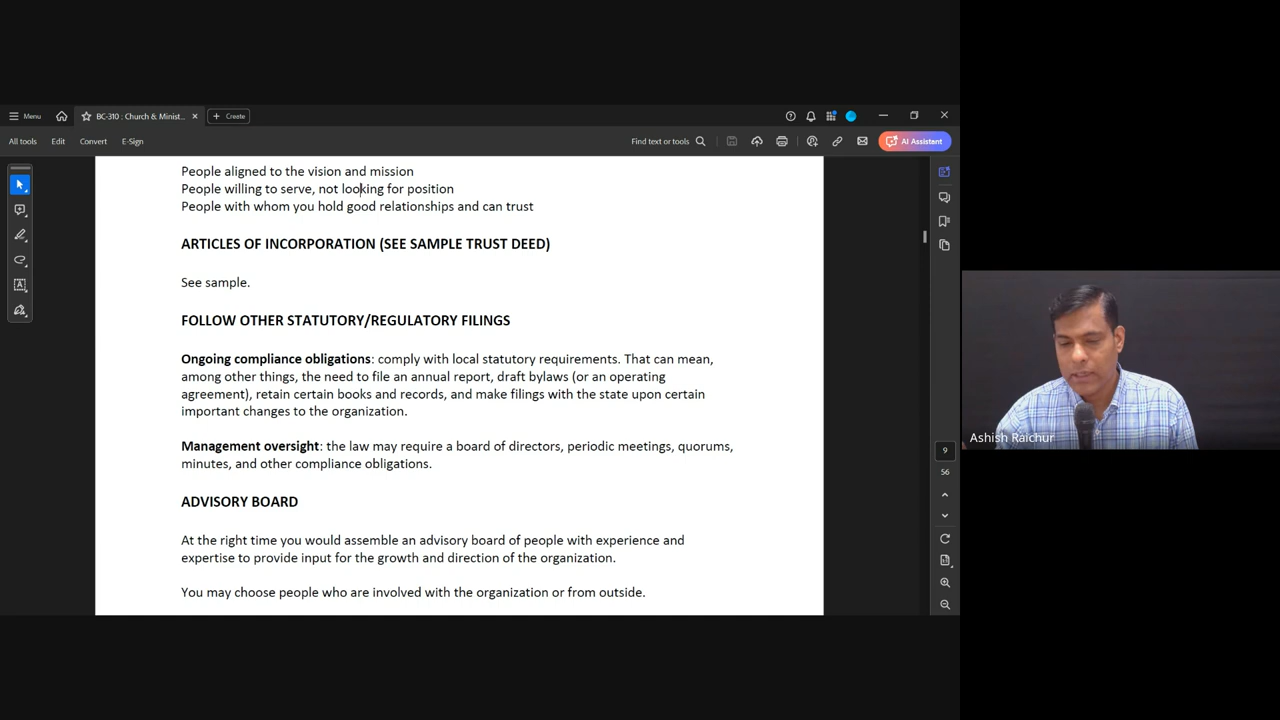 Menu
BC-310 : Church & Minist...
Create
All tools
Edit
Convert
E-Sign
Find text or tools
AI Assistant
People aligned to the vision and mission
People willing to serve, not looking for position
People with whom you hold good relationships and can trust
ARTICLES OF INCORPORATION (SEE SAMPLE TRUST DEED)
See sample.
FOLLOW OTHER STATUTORY/REGULATORY FILINGS
Ongoing compliance obligations: comply with local statutory requirements. That can mean,
among other things, the need to file an annual report, draft bylaws (or an operating
agreement), retain certain books and records, and make filings with the state upon certain
important changes to the organization.
Management oversight: the law may require a board of directors, periodic meetings, quorums,
minutes, and other compliance obligations.
ADVISORY BOARD
At the right time you would assemble an advisory board of people with experience and
expertise to provide input for the growth and direction of the organization.
You may choose people who are involved with the organization or from outside.
9
56
Ashish Raichur